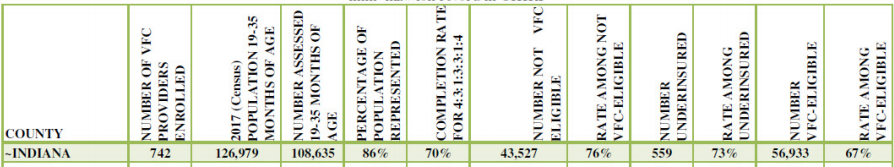 COUNTY
NUMBER OF VFC
PROVIDERS
ENROLLED
2017 (Census)
POPULATION 19-35
MONTHS OF AGE
NUMBER ASSESSED
19-35 MONTHS OF
AGE
PERCENTAGE OF
POPULATION
REPRESENTED
COMPLETION RATE
FOR 4:3:1:3:3:1:4
NUMBER NOT VFC
ELIGIBLE
RATE AMONG NOT
VFC-ELIGIBLE
NUMBER
UNDERINSURED
RATE AMONG
UNDERINSURED
NUMBER
VFC-ELIGIBLE
RATE AMONG
VFC-ELIGIBLE
~INDIANA 742 126,979 108,635 86% 70% 43,527 76% 559 73% 56,933 67%